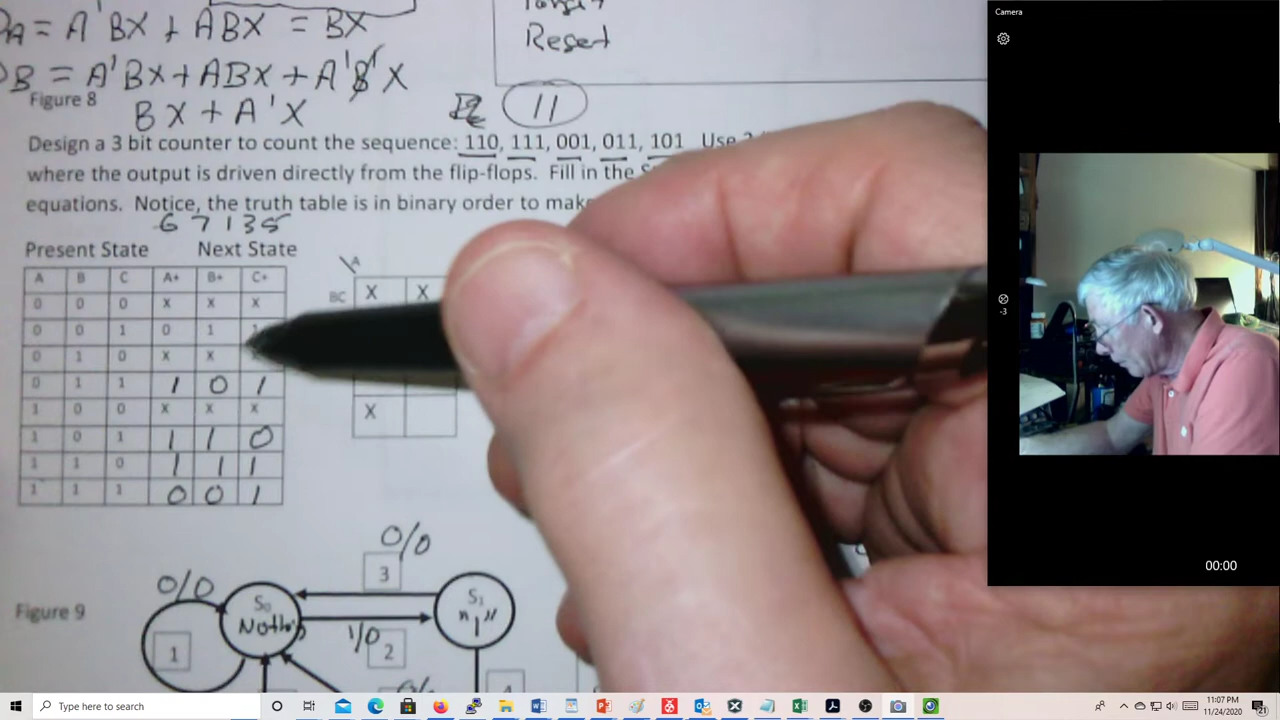 Target
Reset
= A'BX + ABX = BX
B = A'BX + ABX + A'B'X
Figure 8
BX + A'X
11
Design a 3 bit counter to count the sequence: 110, 111, 001, 011, 101 Use
where the output is driven directly from the flip-flops. Fill in the
equations. Notice, the truth table is in binary order to
6 7 1 3 5
Present State Next State
A B C A+ B+ C+
0 0 0 X X X
0 0 1 0 1
0 1 0 X X
0 1 1 1 0 1
1 0 0 X X X
1 0 1 1 1 0
1 1 0 1 1 1
1 1 1 0 0 1
A
BC X X
X
0/0
3
0/0
S0
S1
"1"
1
1/0
2
Figure 9
Camera
-3
00:00
Type here to search
11:07 PM
11/24/2020
21